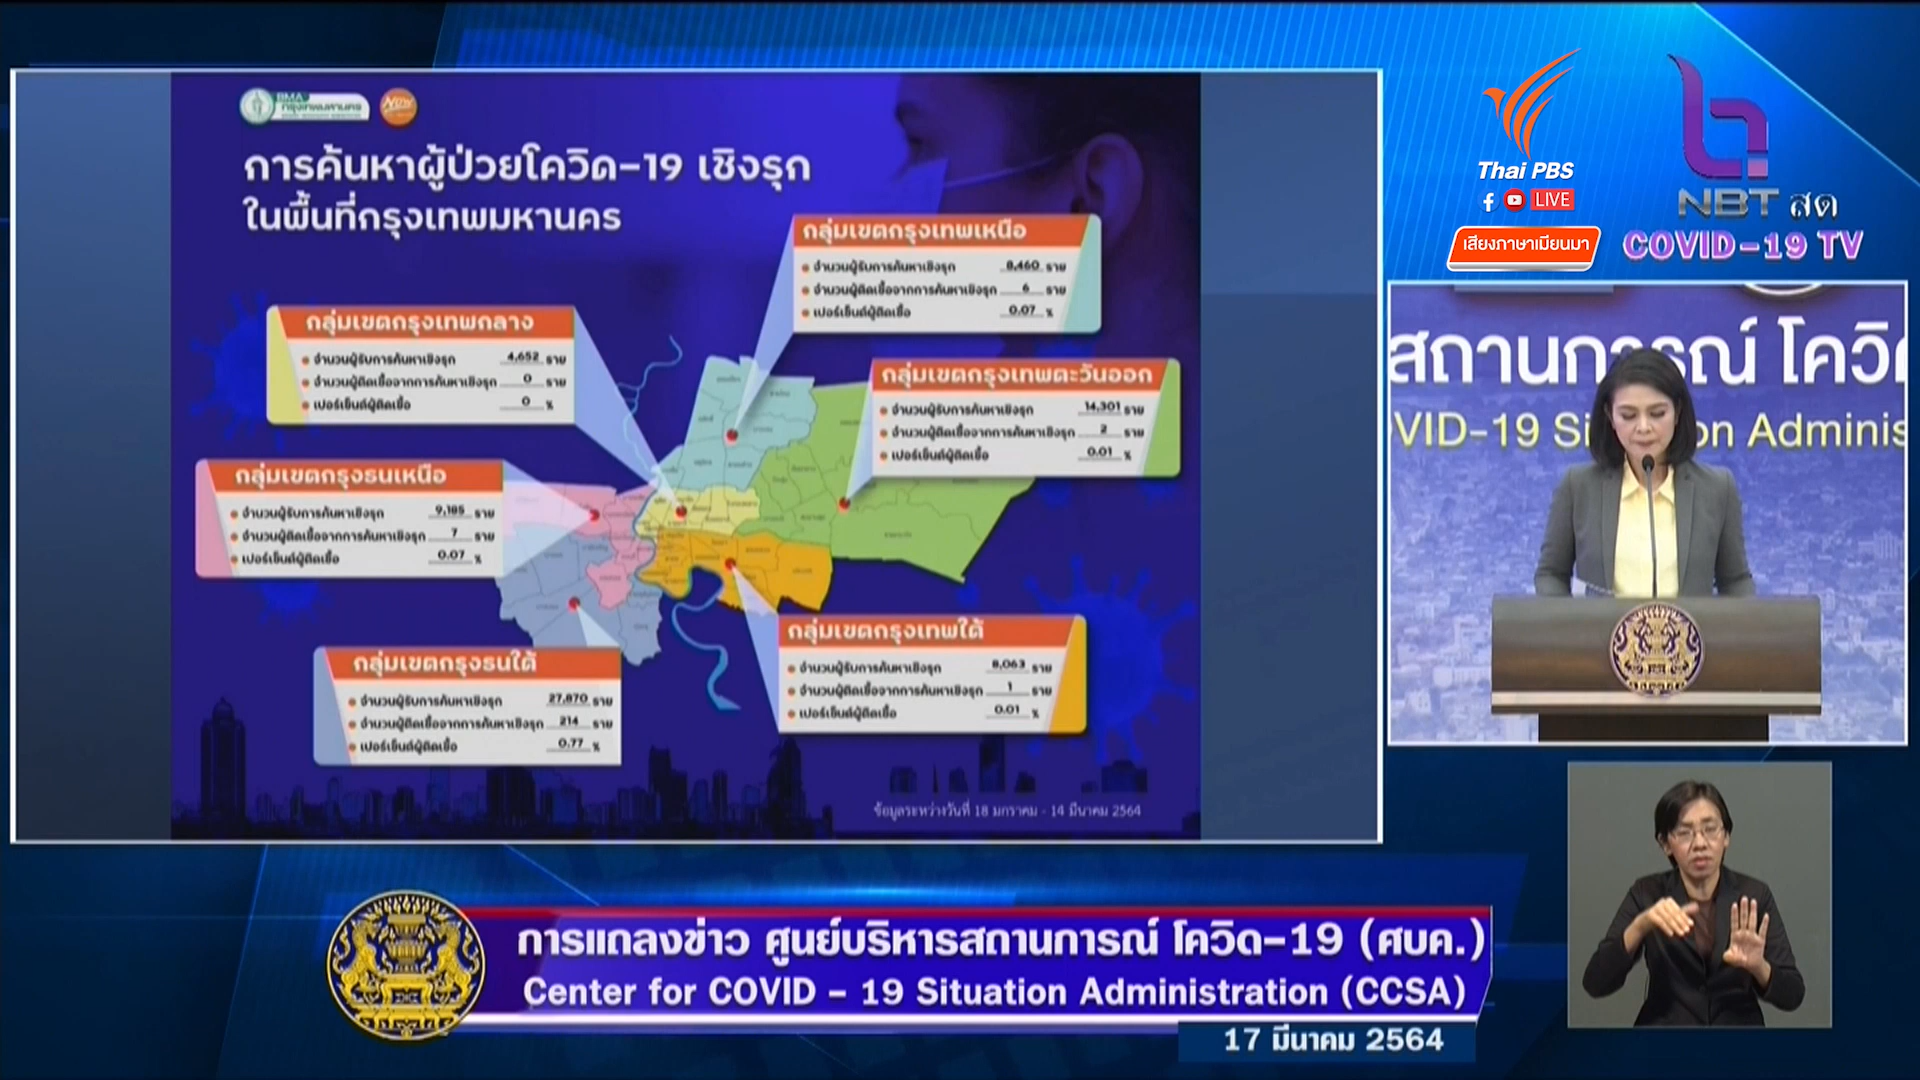 BMA
กรุงเทพมหานคร
Now
การค้นหาผู้ป่วยโควิด-19 เชิงรุก
ในพื้นที่กรุงเทพมหานคร
กลุ่มเขตกรุงเทพเหนือ
จำนวนผู้รับการค้นหาเชิงรุก 8,460 ราย
จำนวนผู้ติดเชื้อจากการค้นหาเชิงรุก 6 ราย
เปอร์เซ็นต์ผู้ติดเชื้อ 0.07 %
กลุ่มเขตกรุงเทพกลาง
จำนวนผู้รับการค้นหาเชิงรุก 4,652 ราย
จำนวนผู้ติดเชื้อจากการค้นหาเชิงรุก 0 ราย
เปอร์เซ็นต์ผู้ติดเชื้อ 0 %
กลุ่มเขตกรุงเทพตะวันออก
จำนวนผู้รับการค้นหาเชิงรุก 14,301 ราย
จำนวนผู้ติดเชื้อจากการค้นหาเชิงรุก 2 ราย
เปอร์เซ็นต์ผู้ติดเชื้อ 0.01 %
กลุ่มเขตกรุงธนเหนือ
จำนวนผู้รับการค้นหาเชิงรุก 9,185 ราย
จำนวนผู้ติดเชื้อจากการค้นหาเชิงรุก 7 ราย
เปอร์เซ็นต์ผู้ติดเชื้อ 0.07 %
กลุ่มเขตกรุงเทพใต้
จำนวนผู้รับการค้นหาเชิงรุก 8,063 ราย
จำนวนผู้ติดเชื้อจากการค้นหาเชิงรุก 1 ราย
เปอร์เซ็นต์ผู้ติดเชื้อ 0.01 %
กลุ่มเขตกรุงธนใต้
จำนวนผู้รับการค้นหาเชิงรุก 27,870 ราย
จำนวนผู้ติดเชื้อจากการค้นหาเชิงรุก 214 ราย
เปอร์เซ็นต์ผู้ติดเชื้อ 0.77 %
ข้อมูลระหว่างวันที่ 18 มกราคม - 14 มีนาคม 2564
Thai PBS
LIVE
เสียงภาษาเมียนมา
NBT สด
COVID-19 TV
สถานการณ์ โควิด
VID-19 Si on Adminis
การแถลงข่าว ศูนย์บริหารสถานการณ์ โควิด-19 (ศบค.)
Center for COVID - 19 Situation Administration (CCSA)
17 มีนาคม 2564